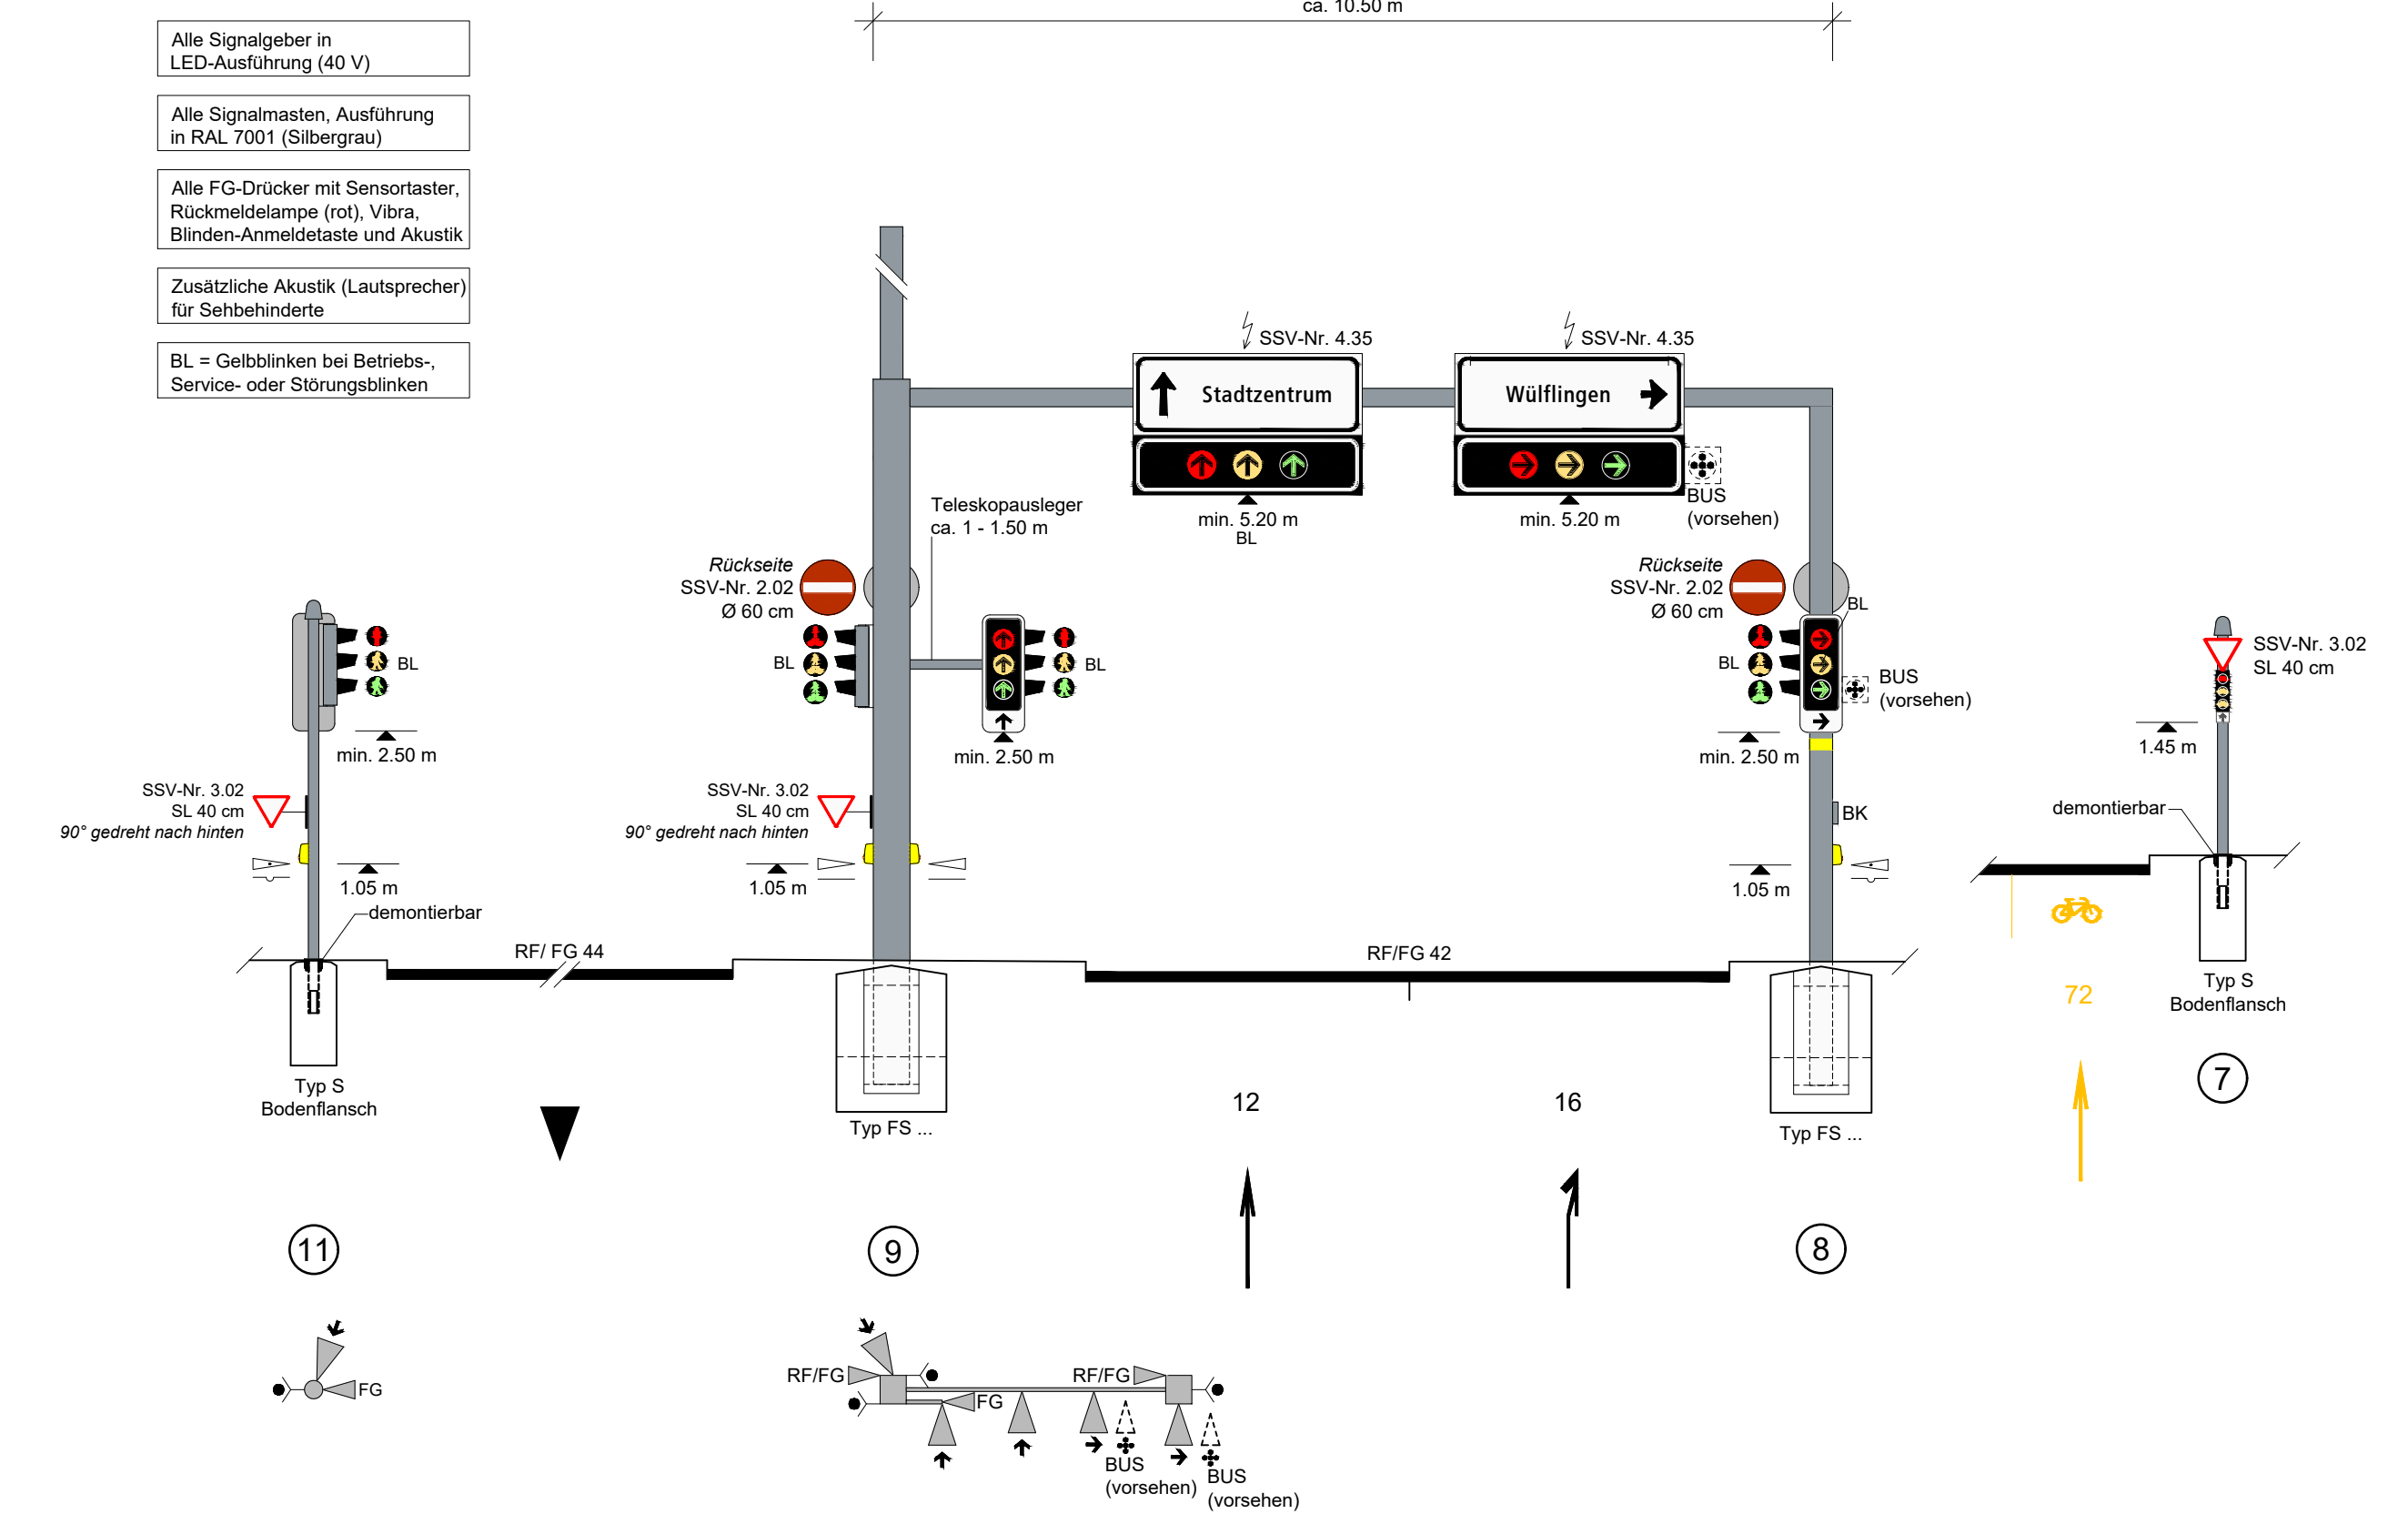 ca. 10.50 m
Alle Signalgeber in
LED-Ausführung (40 V)
Alle Signalmasten, Ausführung
in RAL 7001 (Silbergrau)
Alle FG-Drücker mit Sensortaster,
Rückmeldelampe (rot), Vibra,
Blinden-Anmeldetaste und Akustik
Zusätzliche Akustik (Lautsprecher)
für Sehbehinderte
BL = Gelbblinken bei Betriebs-,
Service- oder Störungsblinken
SSV-Nr. 4.35
SSV-Nr. 4.35
Stadtzentrum
Wülflingen
min. 5.20 m
BL
min. 5.20 m
BUS
(vorsehen)
Teleskopausleger
ca. 1 - 1.50 m
Rückseite
SSV-Nr. 2.02
Ø 60 cm
BL
BL
Rückseite
SSV-Nr. 2.02
Ø 60 cm
BL
BL
BUS
(vorsehen)
BL
SSV-Nr. 3.02
SL 40 cm
min. 2.50 m
min. 2.50 m
min. 2.50 m
1.45 m
SSV-Nr. 3.02
SL 40 cm
90° gedreht nach hinten
SSV-Nr. 3.02
SL 40 cm
90° gedreht nach hinten
BK
demontierbar
1.05 m
1.05 m
1.05 m
demontierbar
RF/ FG 44
RF/FG 42
72
Typ S
Bodenflansch
Typ S
Bodenflansch
Typ FS ...
12
16
Typ FS ...
7
11
9
8
FG
RF/FG
FG
RF/FG
BUS
(vorsehen)
BUS
(vorsehen)